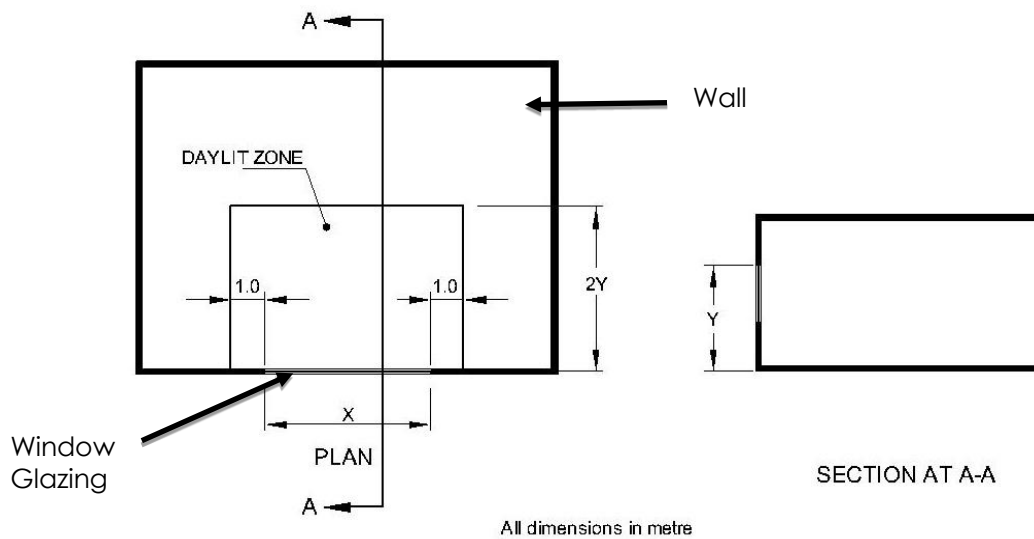 A
Wall
DAYLIT ZONE
1.0
1.0
2Y
Y
X
Window
Glazing
PLAN
A
SECTION AT A-A
All dimensions in metre